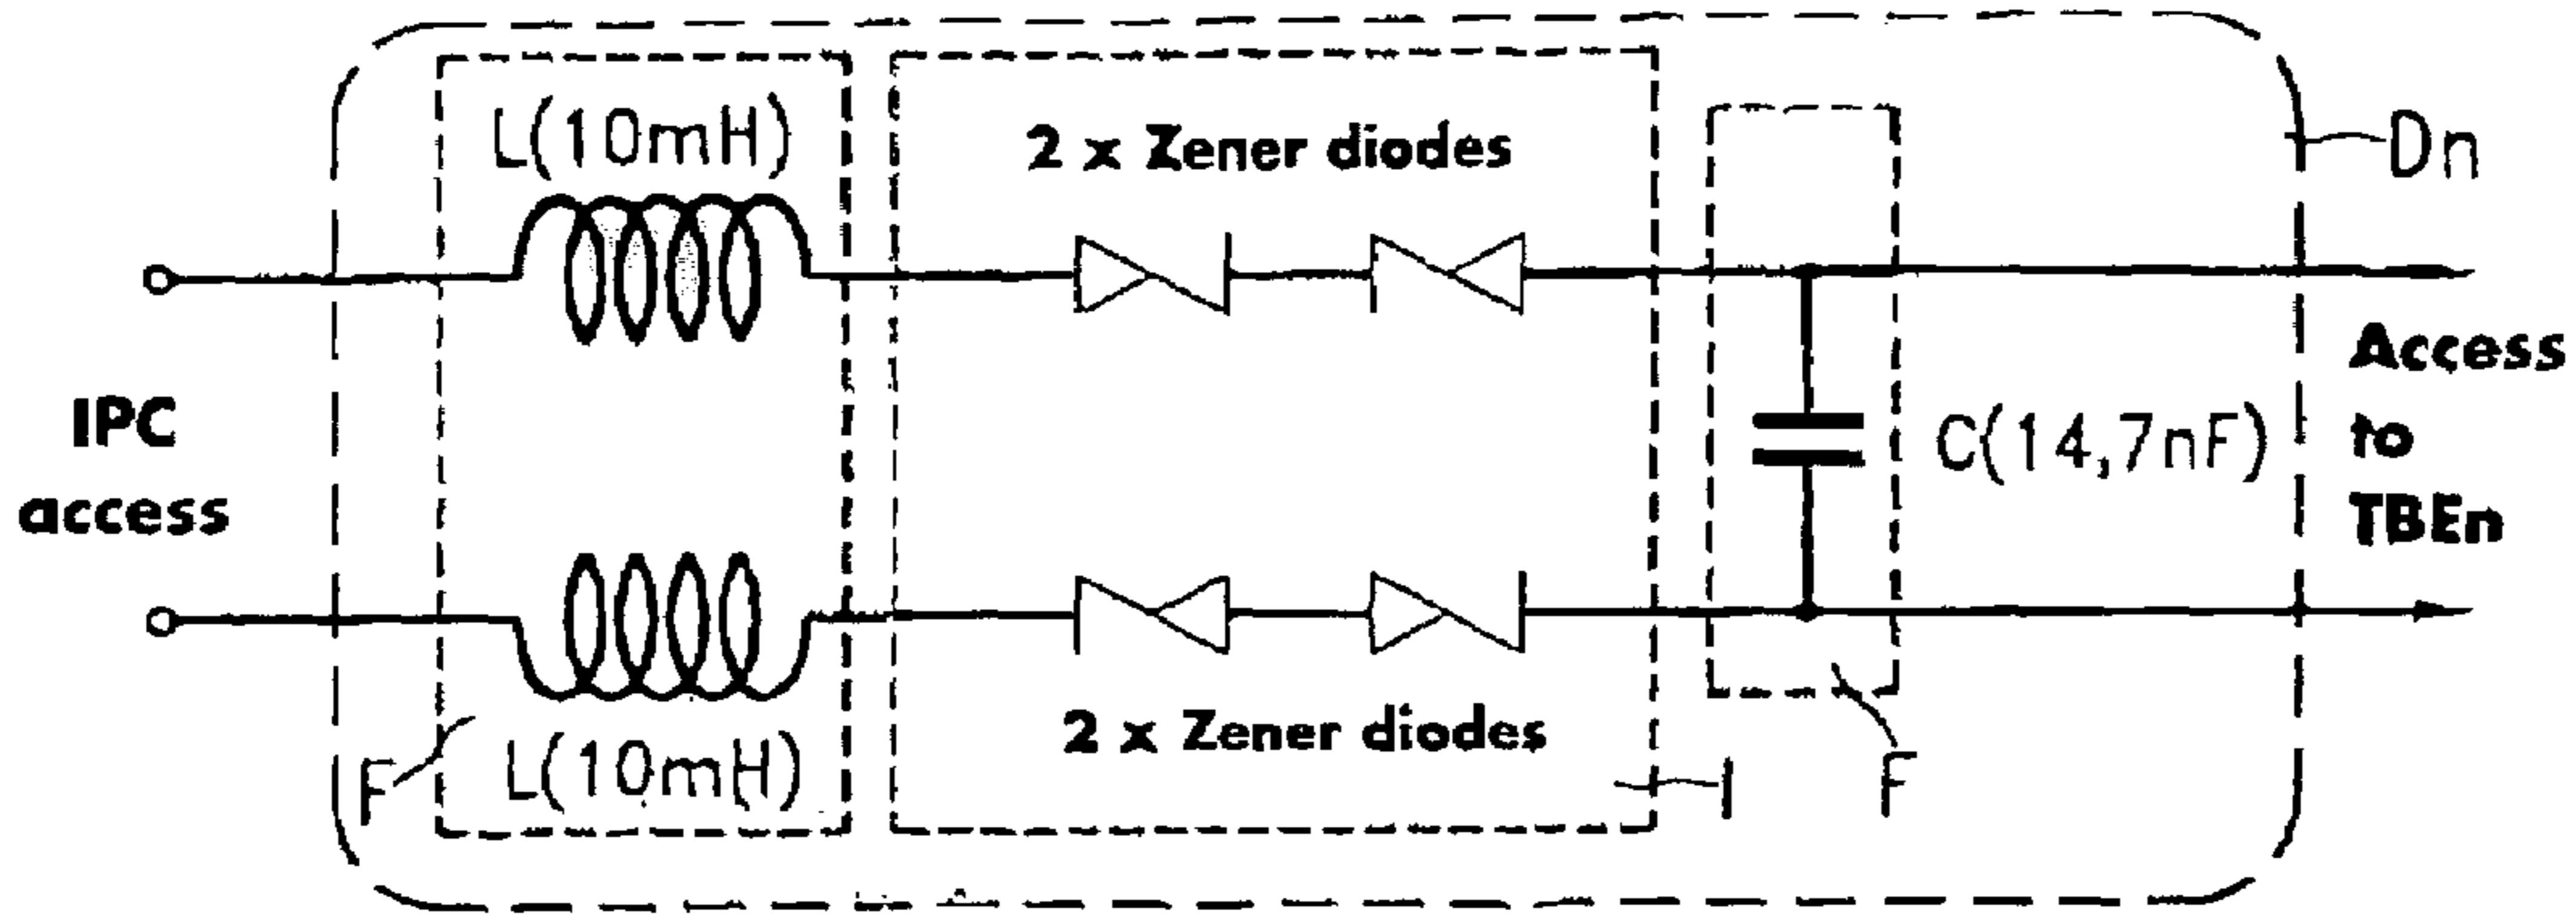 L(10mH)
2 x Zener diodes
Dn
IPC
access
C(14,7nF)
Access
to
TBEn
F
L(10mH)
2 x Zener diodes
I
F